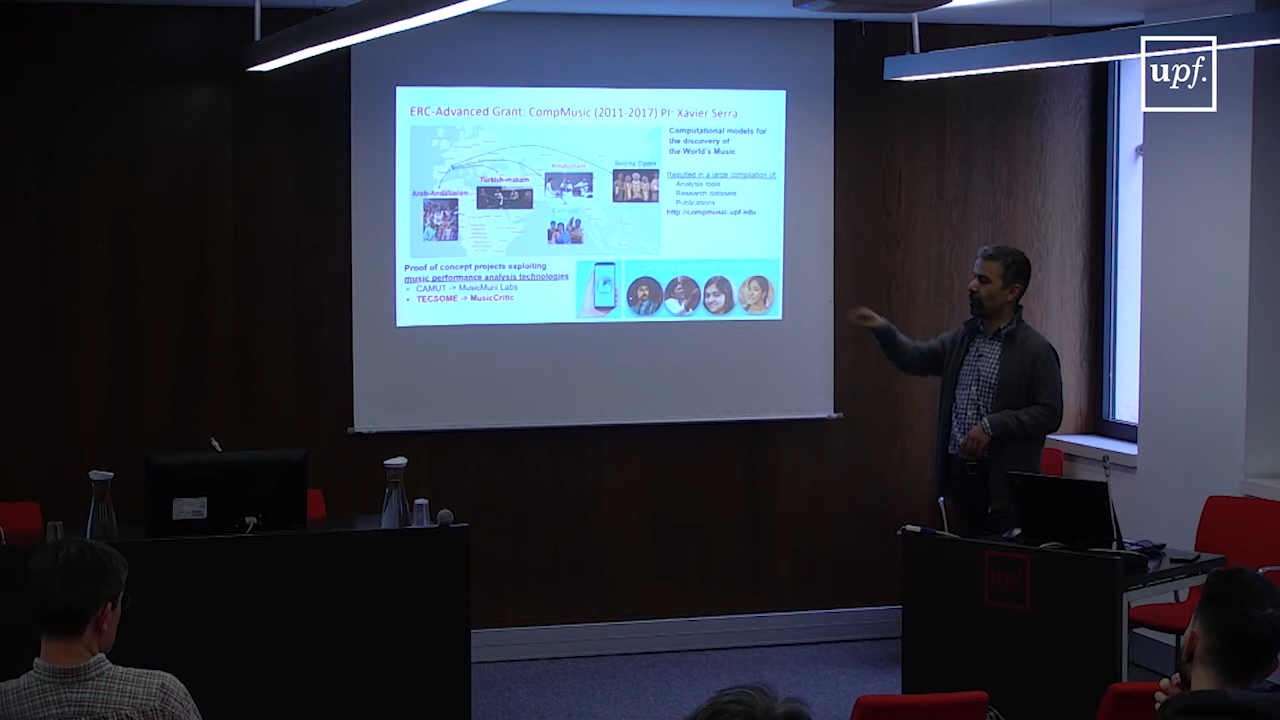 upf.
ERC-Advanced Grant: CompMusic (2011-2017) PI: Xavier Serra
Computational models for
the discovery of
the World's Music
Hindustani
Beijing Opera
Turkish-makam
Arab-Andalusian
Resulted in a large compilation of:
Analysis tools
Research datasets
Publications
http://compmusic.upf.edu
Proof of concept projects exploiting
music performance analysis technologies
• CAMUT -> MusicMuni Labs
• TECSOME -> MusicCritic
upf.